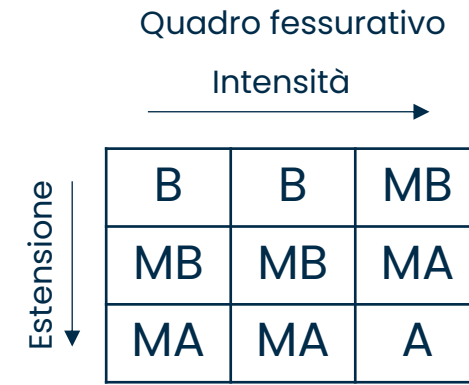 Quadro fessurativo
Intensità
Estensione
B B MB
MB MB MA
MA MA A